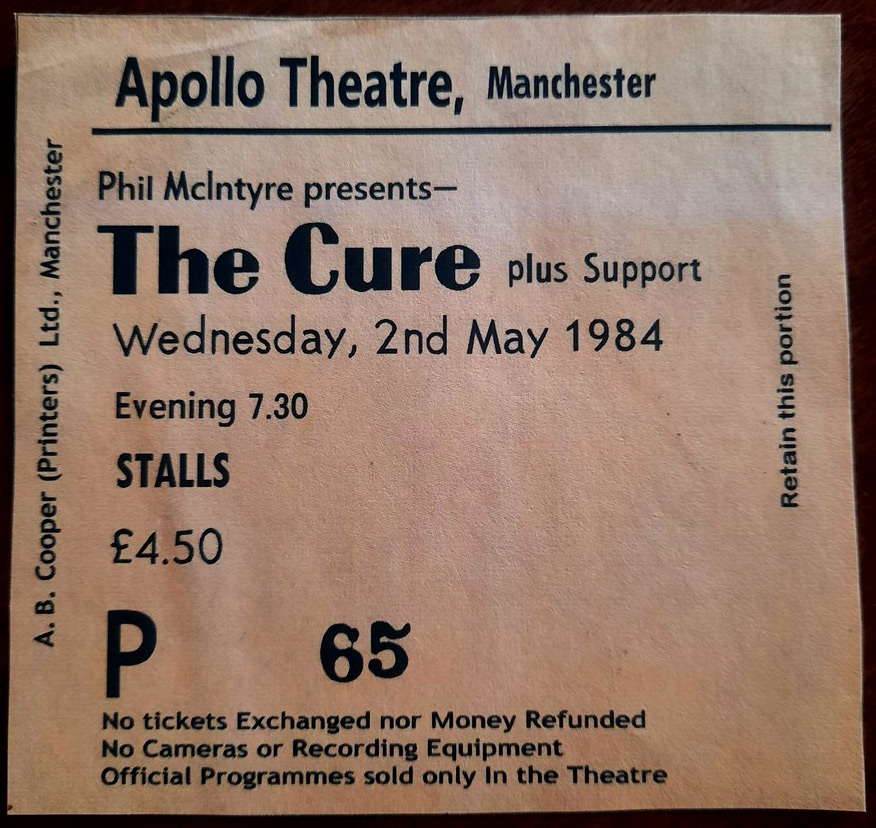 Apollo Theatre, Manchester
Phil McIntyre presents—
The Cure plus Support
Wednesday, 2nd May 1984
Evening 7.30
STALLS
£4.50
P 65
No tickets Exchanged nor Money Refunded
No Cameras or Recording Equipment
Official Programmes sold only In the Theatre
A. B. Cooper (Printers) Ltd., Manchester
Retain this portion